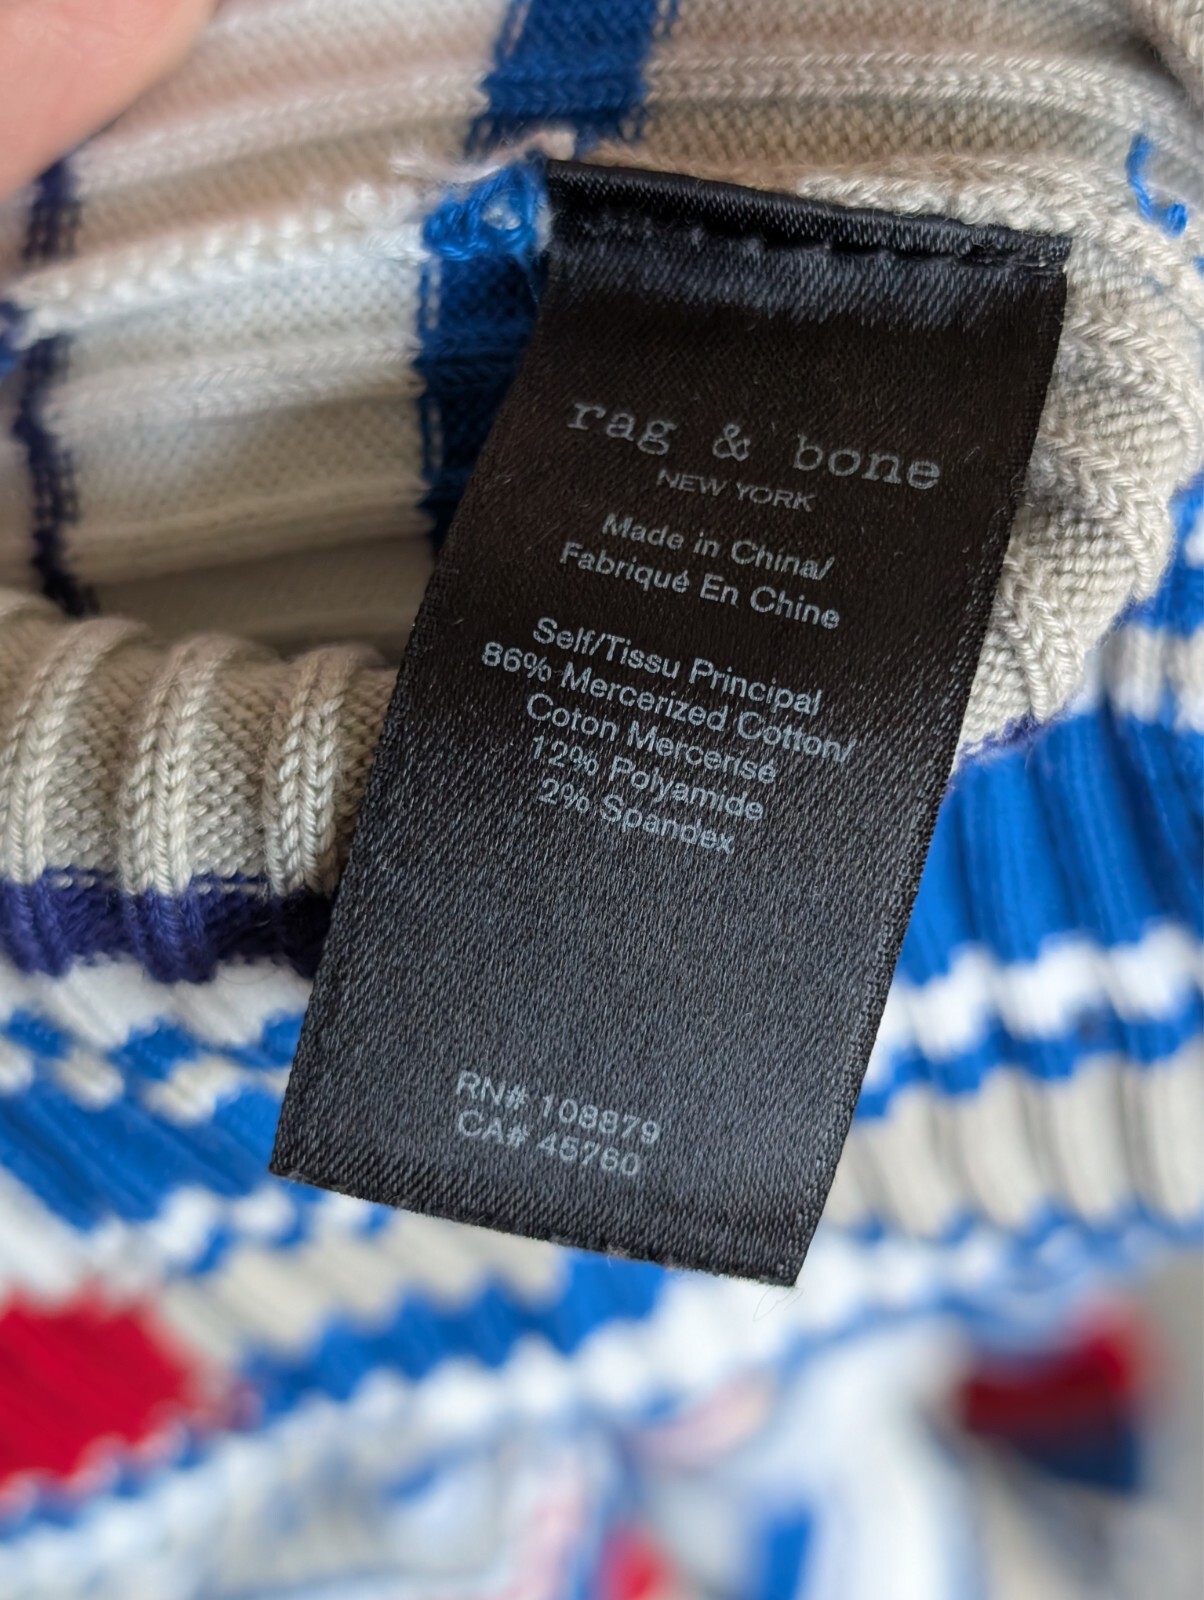 rag & bone
NEW YORK
Made in China/
Fabriqué En Chine
Self/Tissu Principal
86% Mercerized Cotton/
Coton Mercerisé
12% Polyamide
2% Spandex
RN# 108879
CA# 45760